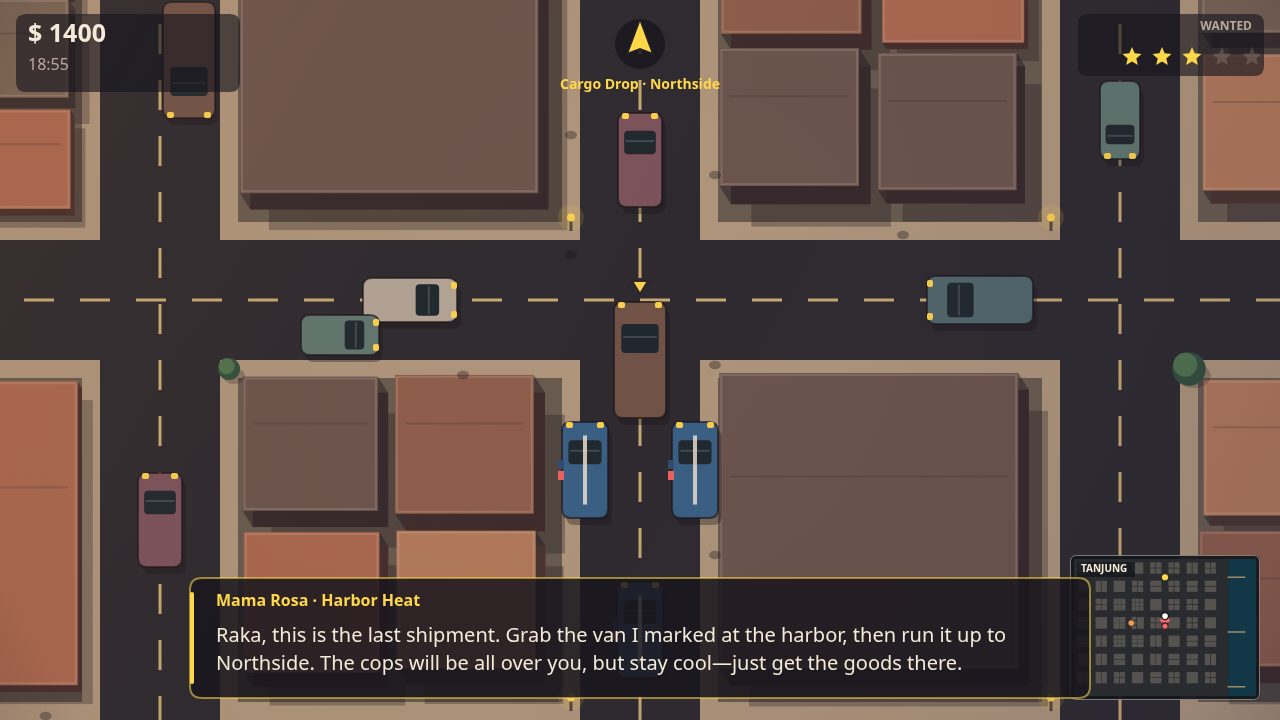 $ 1400
18:55
Cargo Drop · Northside
WANTED
Mama Rosa · Harbor Heat
Raka, this is the last shipment. Grab the van I marked at the harbor, then run it up to
Northside. The cops will be all over you, but stay cool—just get the goods there.
TANJUNG